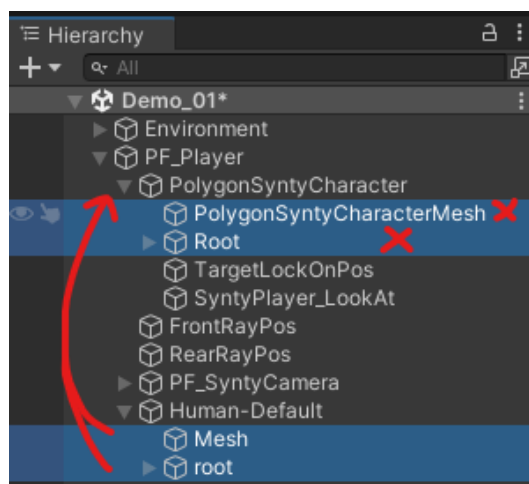 Hierarchy
All
Demo_01*
Environment
PF_Player
PolygonSyntyCharacter
PolygonSyntyCharacterMesh
Root
TargetLockOnPos
SyntyPlayer_LookAt
FrontRayPos
RearRayPos
PF_SyntyCamera
Human-Default
Mesh
root